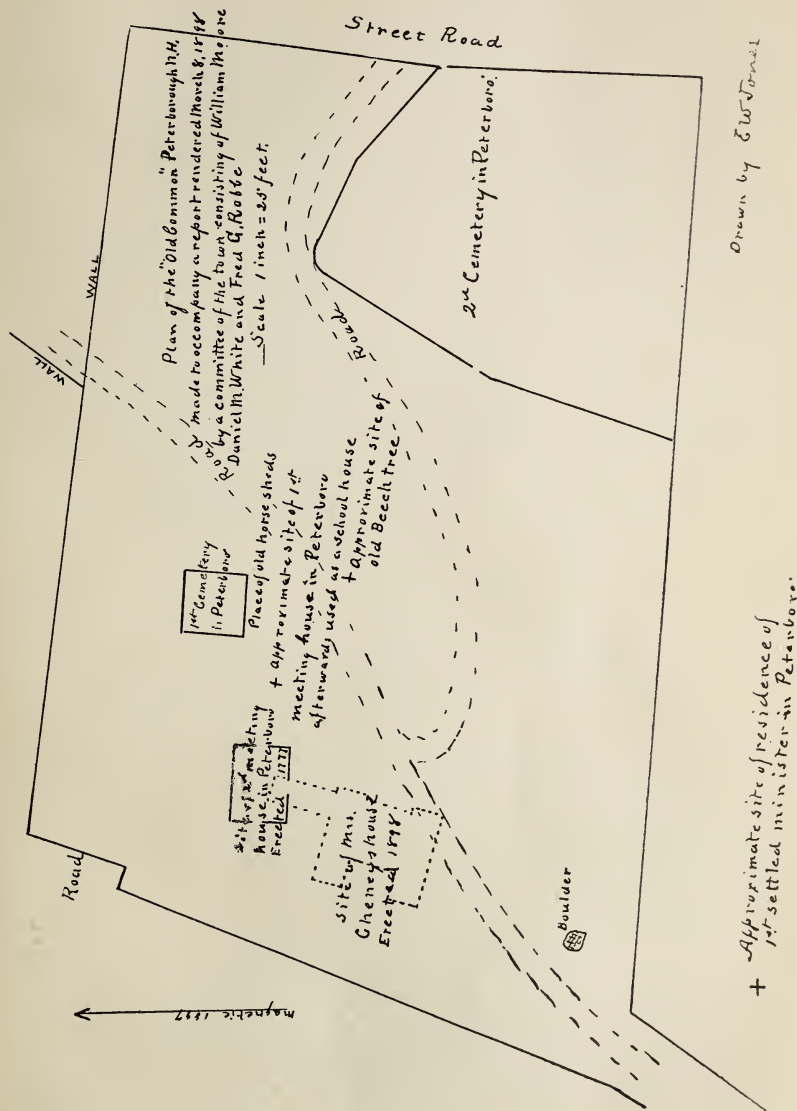 Street Road
Plan of the "Old Common" Peterborough N.H.
made to accompany a report rendered March 8, 1898
by a committee of the town consisting of William Moore
Daniel M. White and Fred G. Robbe
Scale 1 inch = 25 feet.
WALL
WALL
Road
2nd Cemetery in Peterboro'.
Road
1st Cemetery
in Peterboro
Place of old horse sheds
+ approximate site of 1st
meeting house in Peterboro
afterwards used as a school house
+ approximate site of
old Beech tree
Site of 2nd meeting
house in Peterboro
Erected 1777
Site of Mrs.
Cheney's house
Erected 1898
Road
Boulder
magnetic 1897
+ Approximate site of residence of
1st settled minister in Peterboro'
Drawn by E W Jones